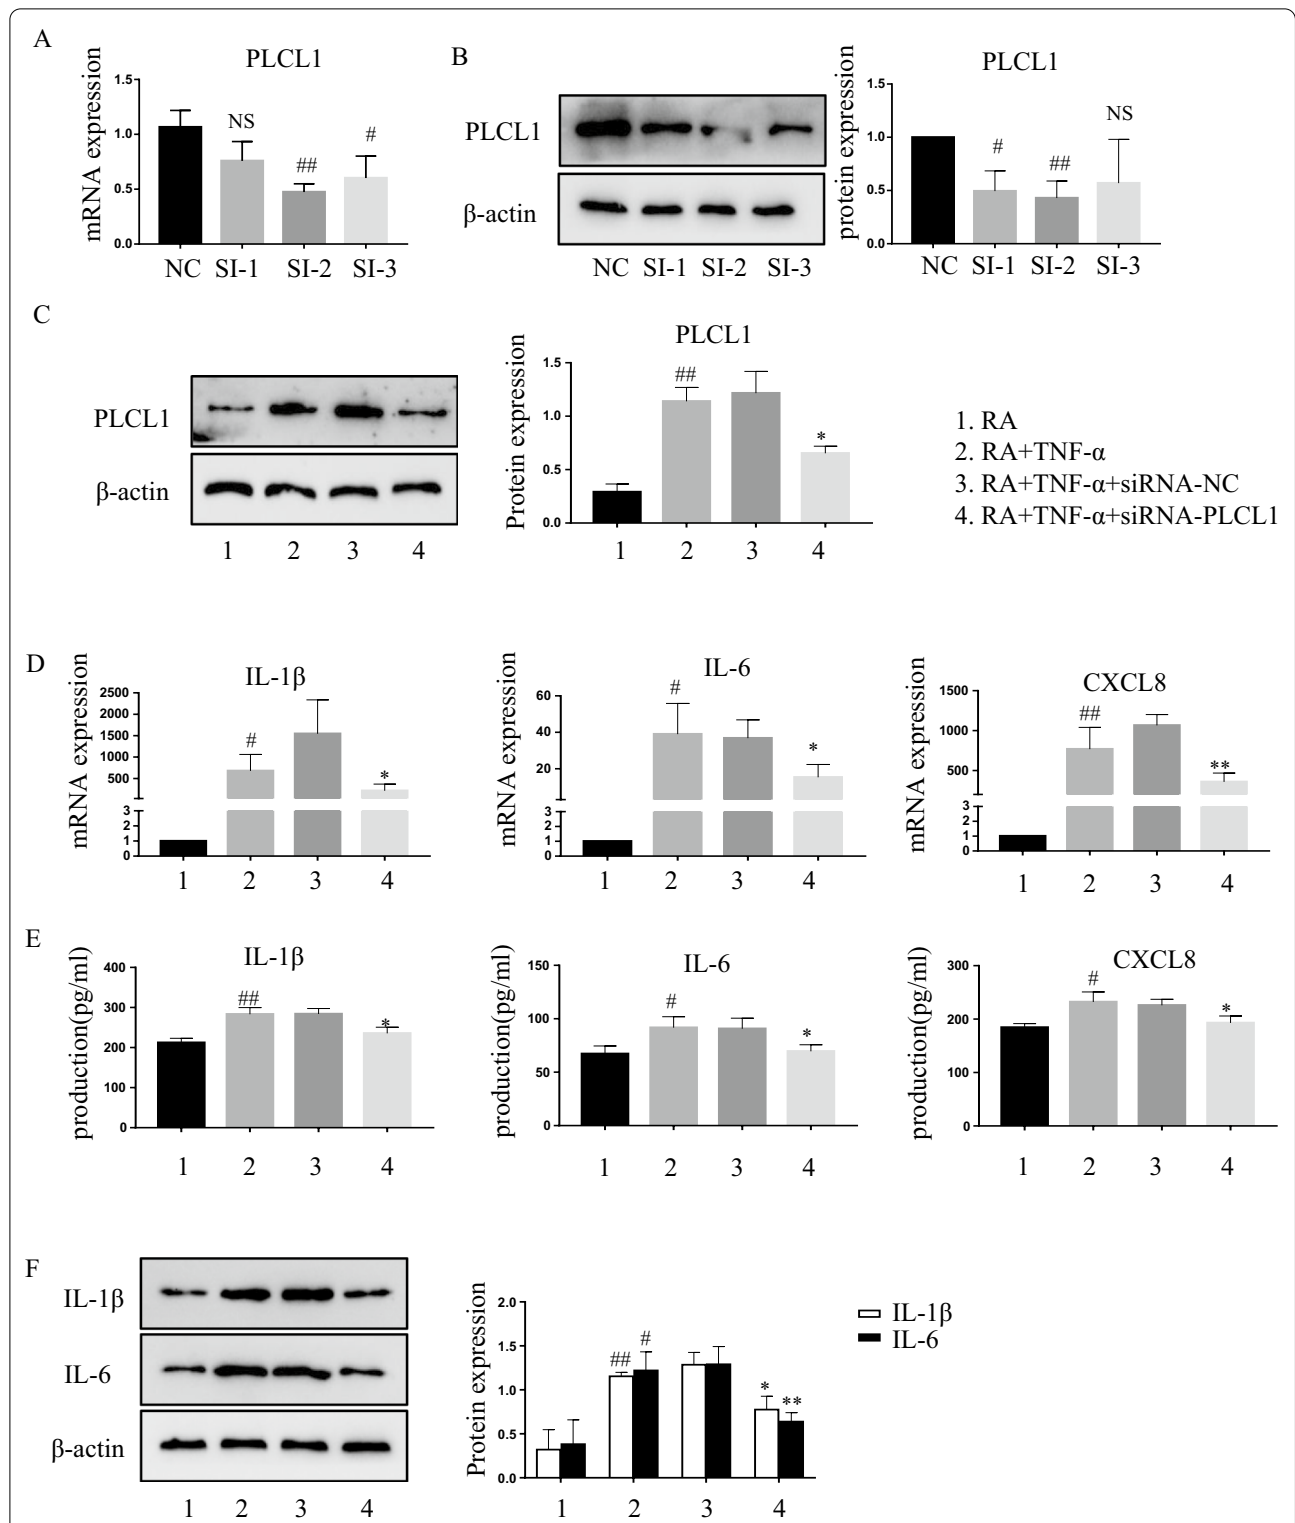 A
PLCL1
mRNA expression
1.5
1.0
0.5
0.0
NS
##
#
NC SI-1 SI-2 SI-3
B
PLCL1
β-actin
NC SI-1 SI-2 SI-3
PLCL1
protein expression
1.5
1.0
0.5
0.0
#
##
NS
NC SI-1 SI-2 SI-3
C
PLCL1
β-actin
1 2 3 4
PLCL1
Protein expression
1.5
1.0
0.5
0.0
##
*
1 2 3 4
1. RA
2. RA+TNF-α
3. RA+TNF-α+siRNA-NC
4. RA+TNF-α+siRNA-PLCL1
D
IL-1β
mRNA expression
2500
2000
1500
1000
500
3
2
1
0
#
*
1 2 3 4
IL-6
mRNA expression
60
40
20
3
2
1
0
#
*
1 2 3 4
CXCL8
mRNA expression
1500
1000
500
3
2
1
0
##
**
1 2 3 4
E
IL-1β
production(pg/ml)
400
300
200
100
0
##
*
1 2 3 4
IL-6
production(pg/ml)
150
100
50
0
#
*
1 2 3 4
CXCL8
production(pg/ml)
300
200
100
0
#
*
1 2 3 4
F
IL-1β
IL-6
β-actin
1 2 3 4
Protein expression
2.0
1.5
1.0
0.5
0.0
##
#
*
**
1 2 3 4
IL-1β
IL-6